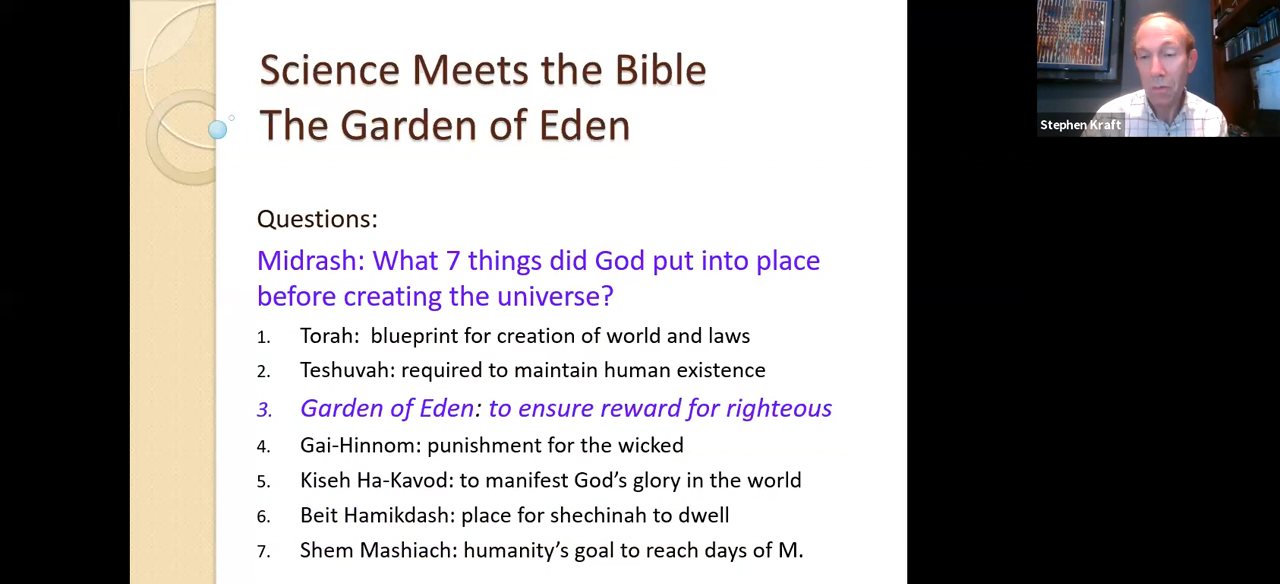 Science Meets the Bible
The Garden of Eden
Questions:
Midrash: What 7 things did God put into place
before creating the universe?
1. Torah: blueprint for creation of world and laws
2. Teshuvah: required to maintain human existence
3. Garden of Eden: to ensure reward for righteous
4. Gai-Hinnom: punishment for the wicked
5. Kiseh Ha-Kavod: to manifest God's glory in the world
6. Beit Hamikdash: place for shechinah to dwell
7. Shem Mashiach: humanity's goal to reach days of M.
Stephen Kraft